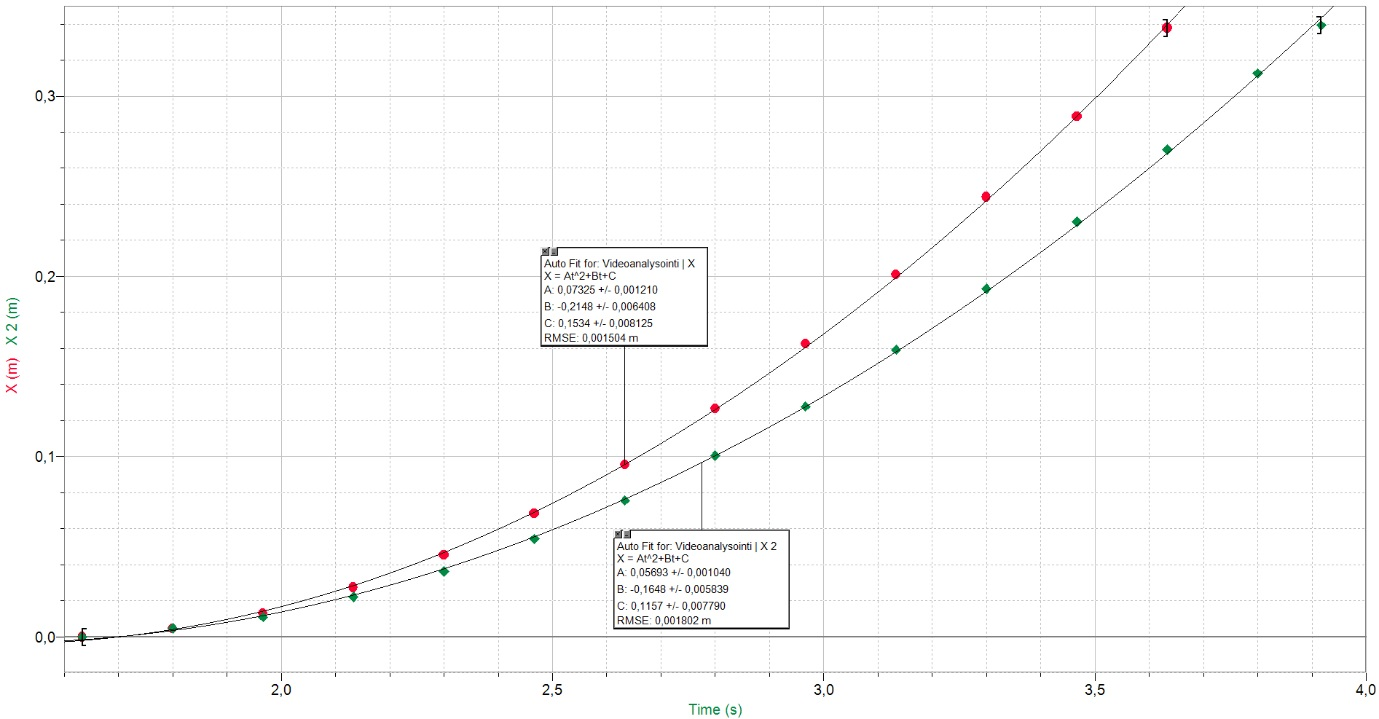 X (m) X 2 (m)
0,3
0,2
0,1
0,0
Auto Fit for: Videoanalysointi | X
X = At^2+Bt+C
A: 0,07325 +/- 0,001210
B: -0,2148 +/- 0,006408
C: 0,1534 +/- 0,008125
RMSE: 0,001504 m
Auto Fit for: Videoanalysointi | X 2
X = At^2+Bt+C
A: 0,05693 +/- 0,001040
B: -0,1648 +/- 0,005839
C: 0,1157 +/- 0,007790
RMSE: 0,001802 m
2,0 2,5 3,0 3,5 4,0
Time (s)